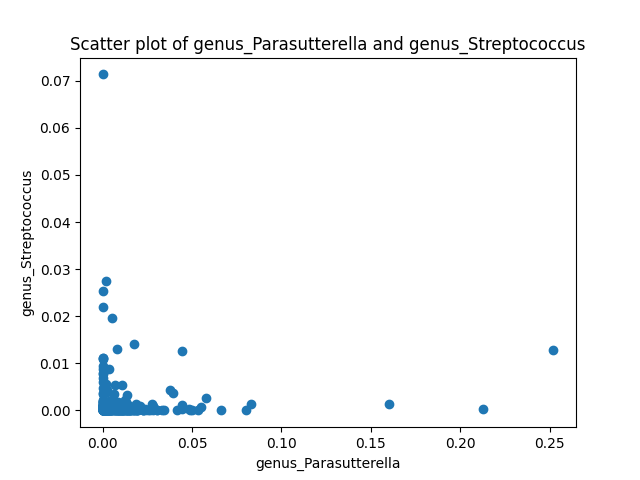 Scatter plot of genus_Parasutterella and genus_Streptococcus
0.07
0.06
0.05
0.04
0.03
0.02
0.01
0.00
genus_Streptococcus
0.00 0.05 0.10 0.15 0.20 0.25
genus_Parasutterella